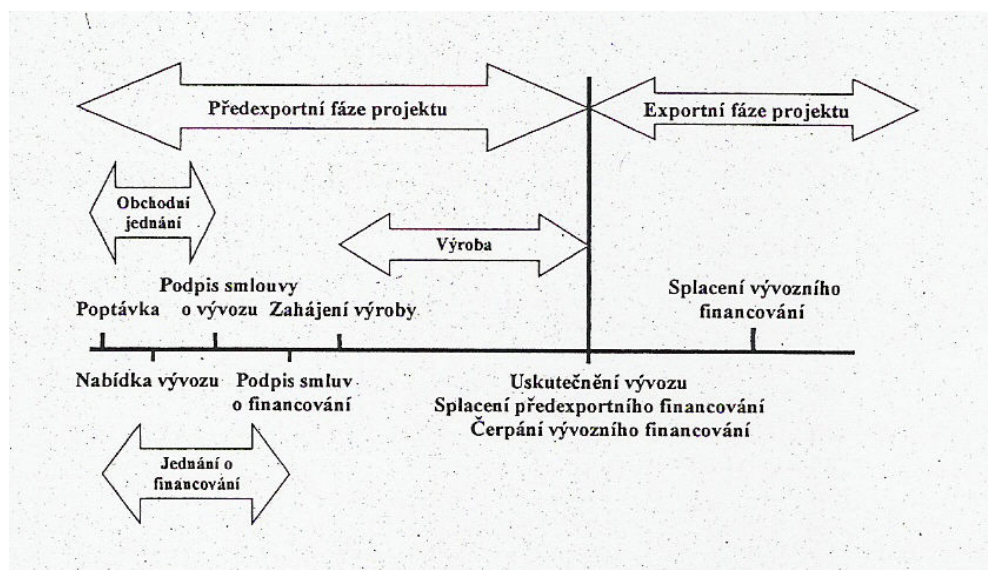 Předexportní fáze projektu
Exportní fáze projektu
Obchodní
jednání
Výroba
Podpis smlouvy
Poptávka o vývozu Zahájení výroby
Splacení vývozního
financování
Nabídka vývozu
Podpis smluv
o financování
Uskutečnění vývozu
Splacení předexportního financování
Čerpání vývozního financování
Jednání o
financování